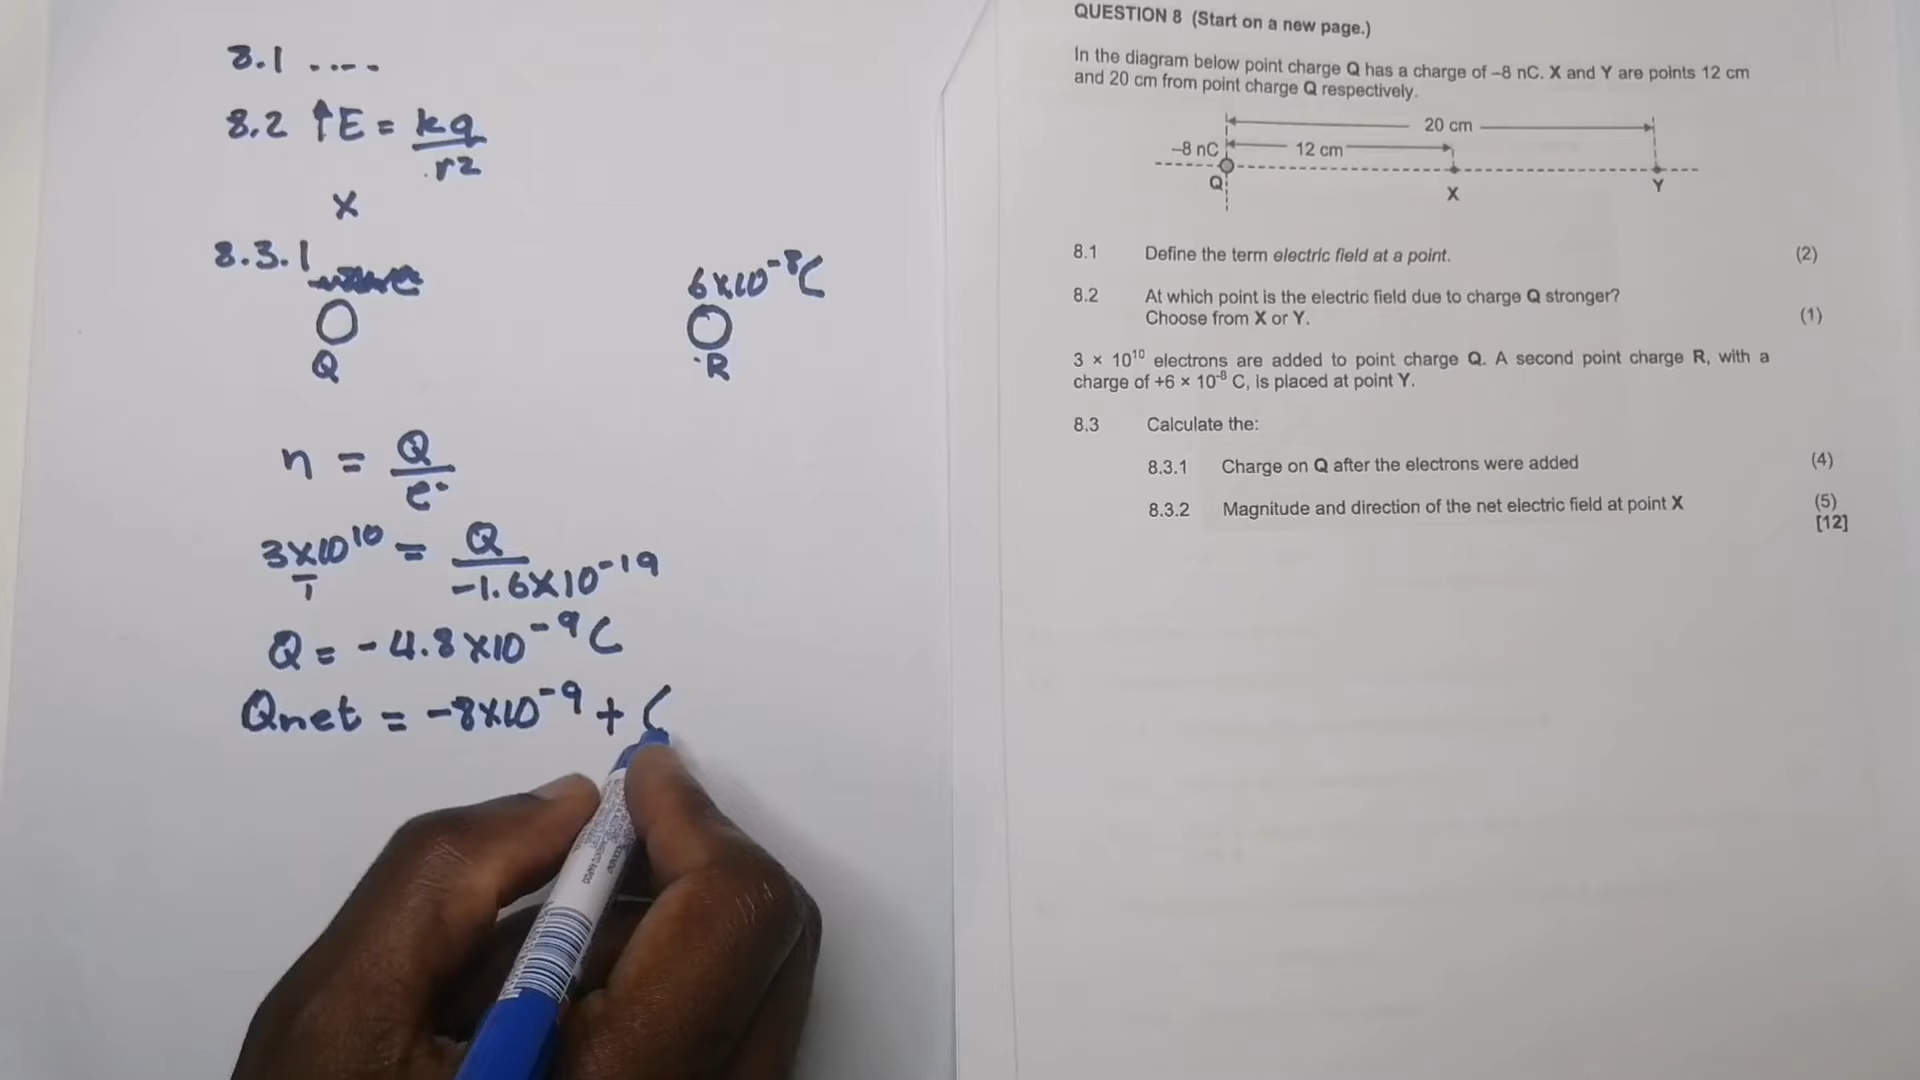 8.1 ....
8.2 ↑E = kq
r2
X
8.3.1
6x10⁻⁸C
Q
R
n = Q
e
3x10¹⁰ = Q
1
-1.6x10⁻¹⁹
Q = -4.8x10⁻⁹C
Qnet = -8x10⁻⁹ + (
QUESTION 8 (Start on a new page.)
In the diagram below point charge Q has a charge of –8 nC. X and Y are points 12 cm
and 20 cm from point charge Q respectively.
20 cm
–8 nC
12 cm
Q
X
Y
8.1 Define the term electric field at a point. (2)
8.2 At which point is the electric field due to charge Q stronger?
Choose from X or Y. (1)
3 × 10¹⁰ electrons are added to point charge Q. A second point charge R, with a
charge of +6 × 10⁻⁸ C, is placed at point Y.
8.3 Calculate the:
8.3.1 Charge on Q after the electrons were added (4)
8.3.2 Magnitude and direction of the net electric field at point X (5)
[12]